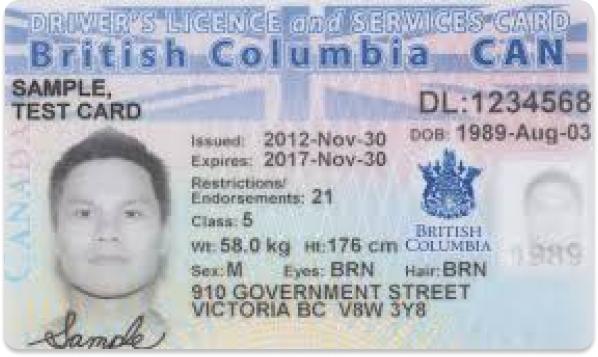 DRIVER'S LICENCE and SERVICES CARD
British Columbia CAN
SAMPLE,
TEST CARD
DL:1234568
Issued: 2012-Nov-30
DOB: 1989-Aug-03
Expires: 2017-Nov-30
Restrictions/
Endorsements: 21
Class: 5
Wt: 58.0 kg Ht: 176 cm
Sex: M Eyes: BRN Hair: BRN
910 GOVERNMENT STREET
VICTORIA BC V8W 3Y8
BRITISH
COLUMBIA
1989
CANADA
Sample